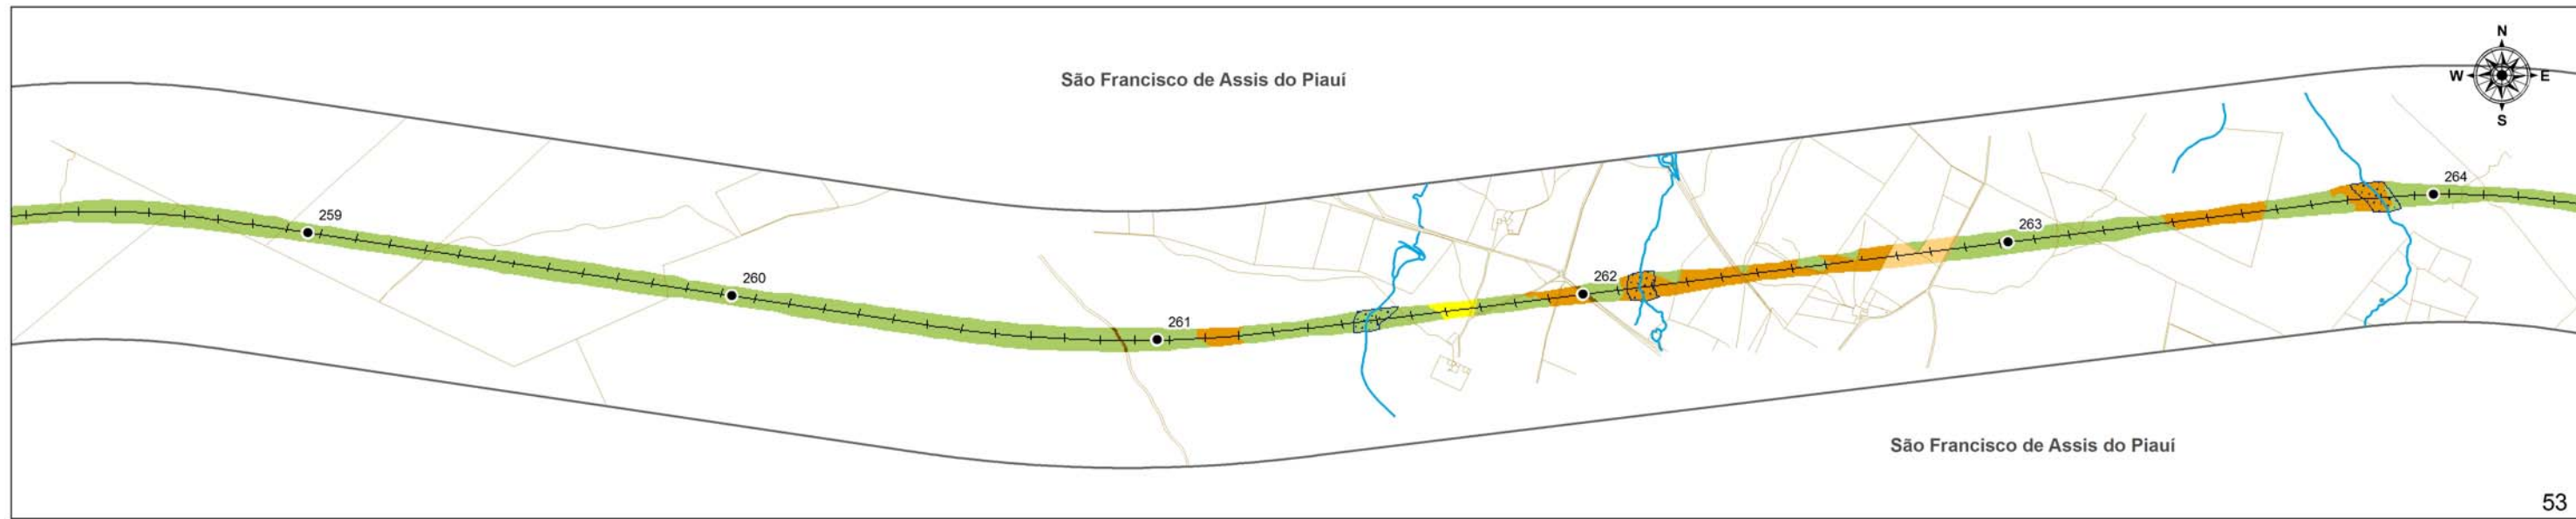 São Francisco de Assis do Piauí
N
W
E
S
259
260
261
262
263
264
São Francisco de Assis do Piauí
53